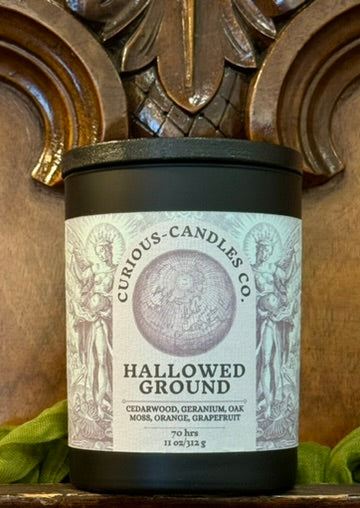 CURIOUS-CANDLES CO.
HALLOWED
GROUND
CEDARWOOD, GERANIUM, OAK
MOSS, ORANGE, GRAPEFRUIT
70 hrs
11 oz/312 g